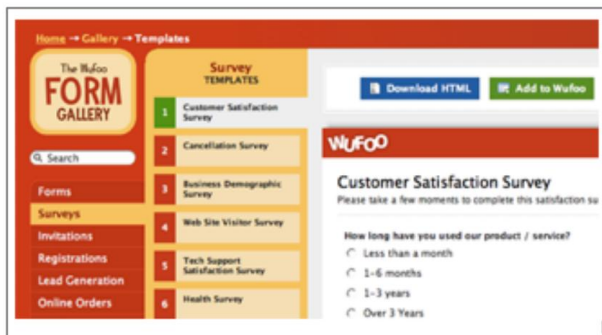 Home → Gallery → Templates
The Wufoo
FORM
GALLERY
Search
Forms
Surveys
Invitations
Registrations
Lead Generation
Online Orders
Survey
TEMPLATES
1 Customer Satisfaction
Survey
2 Cancellation Survey
3 Business Demographic
Survey
4 Web Site Visitor Survey
5 Tech Support
Satisfaction Survey
6 Health Survey
Download HTML
Add to Wufoo
WUFOO
Customer Satisfaction Survey
Please take a few moments to complete this satisfaction su
How long have you used our product / service?
Less than a month
1-6 months
1-3 years
Over 3 Years